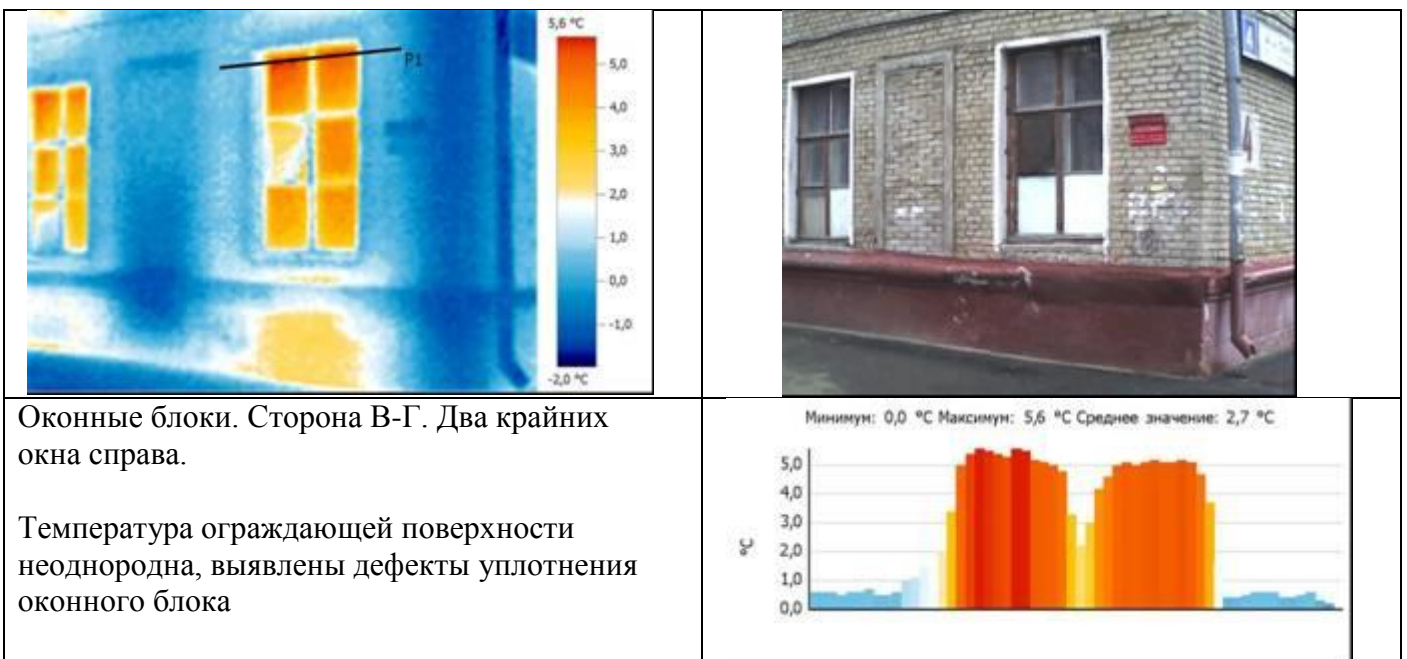 5,6 °C
5,0
4,0
3,0
2,0
1,0
0,0
-1,0
-2,0 °C
P1
4
4
Оконные блоки. Сторона В-Г. Два крайних
окна справа.
Температура ограждающей поверхности
неоднородна, выявлены дефекты уплотнения
оконного блока
Минимум: 0,0 °C Максимум: 5,6 °C Среднее значение: 2,7 °C
5,0
4,0
3,0
2,0
1,0
0,0
°C